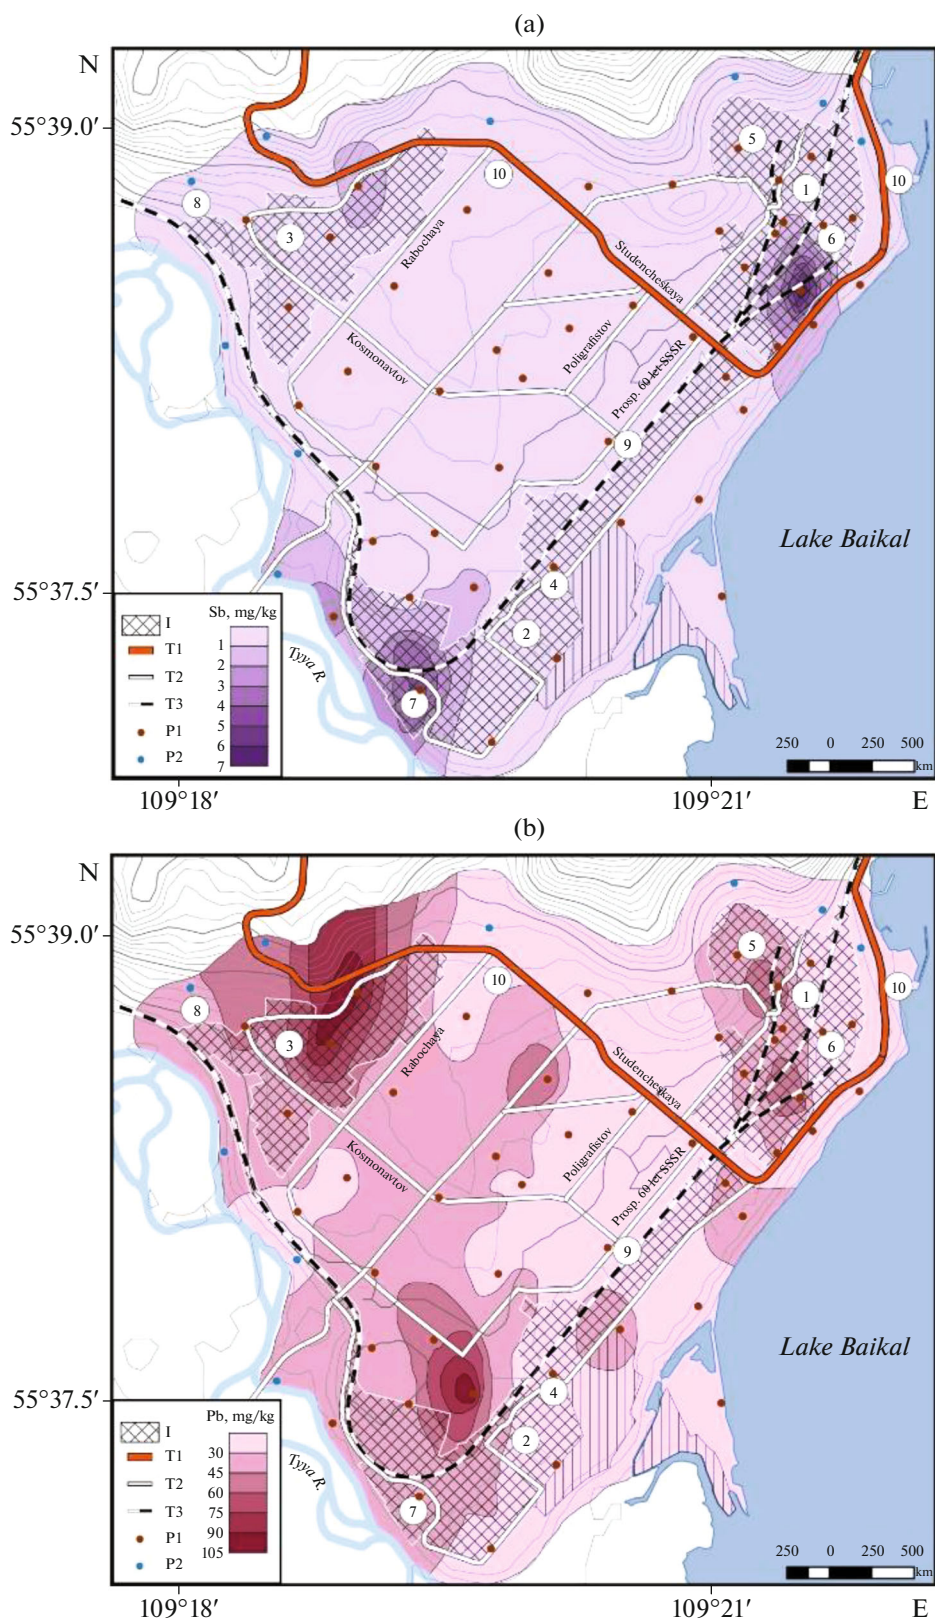 (a)
N
55°39.0′
5
1
10
10
8
3
6
Rabochaya
Studencheskaya
Kosmonavtov
Poligrafistov
Prosp. 60 let SSSR
9
Lake Baikal
55°37.5′
4
2
7
Tyya R.
Sb, mg/kg
I
T1
T2
T3
P1
P2
1
2
3
4
5
6
7
250 0 250 500
km
109°18′ 109°21′ E
(b)
N
55°39.0′
5
1
10
10
8
3
6
Rabochaya
Studencheskaya
Kosmonavtov
Poligrafistov
Prosp. 60 let SSSR
9
Lake Baikal
55°37.5′
4
2
7
Tyya R.
Pb, mg/kg
I
T1
T2
T3
P1
P2
30
45
60
75
90
105
250 0 250 500
km
109°18′ 109°21′ E